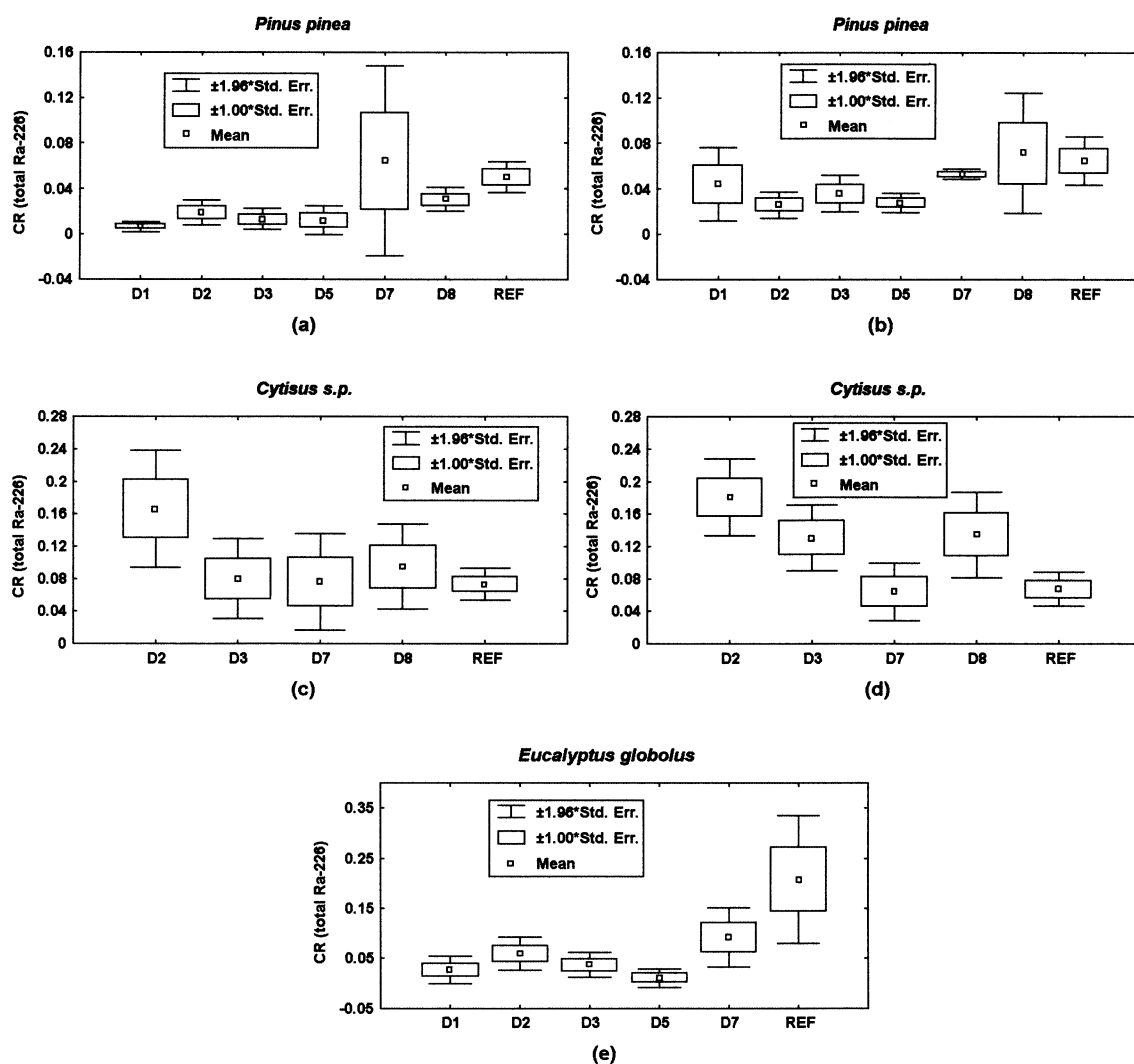 Pinus pinea
0.16
0.12
0.08
0.04
0
-0.04
CR (total Ra-226)
±1.96*Std. Err.
±1.00*Std. Err.
Mean
D1 D2 D3 D5 D7 D8 REF
(a)
Pinus pinea
0.16
0.12
0.08
0.04
0
-0.04
CR (total Ra-226)
±1.96*Std. Err.
±1.00*Std. Err.
Mean
D1 D2 D3 D5 D7 D8 REF
(b)
Cytisus s.p.
0.28
0.24
0.2
0.16
0.12
0.08
0.04
0
CR (total Ra-226)
±1.96*Std. Err.
±1.00*Std. Err.
Mean
D2 D3 D7 D8 REF
(c)
Cytisus s.p.
0.28
0.24
0.2
0.16
0.12
0.08
0.04
0
CR (total Ra-226)
±1.96*Std. Err.
±1.00*Std. Err.
Mean
D2 D3 D7 D8 REF
(d)
Eucalyptus globolus
0.35
0.25
0.15
0.05
-0.05
CR (total Ra-226)
±1.96*Std. Err.
±1.00*Std. Err.
Mean
D1 D2 D3 D5 D7 REF
(e)